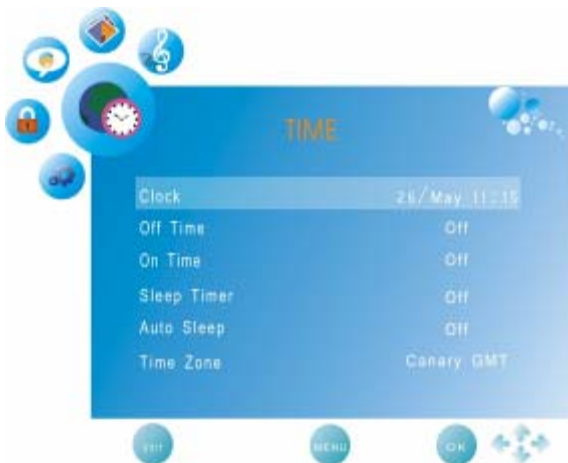 TIME
Clock 26/May 11:15
Off Time Off
On Time Off
Sleep Timer Off
Auto Sleep Off
Time Zone Canary GMT
EXIT MENU OK